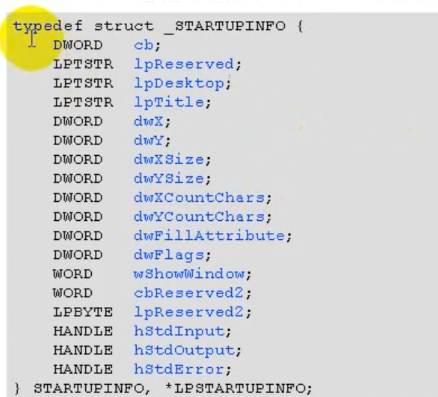 typedef struct _STARTUPINFO {
DWORD cb;
LPTSTR lpReserved;
LPTSTR lpDesktop;
LPTSTR lpTitle;
DWORD dwX;
DWORD dwY;
DWORD dwXSize;
DWORD dwYSize;
DWORD dwXCountChars;
DWORD dwYCountChars;
DWORD dwFillAttribute;
DWORD dwFlags;
WORD wShowWindow;
WORD cbReserved2;
LPBYTE lpReserved2;
HANDLE hStdInput;
HANDLE hStdOutput;
HANDLE hStdError;
} STARTUPINFO, *LPSTARTUPINFO;